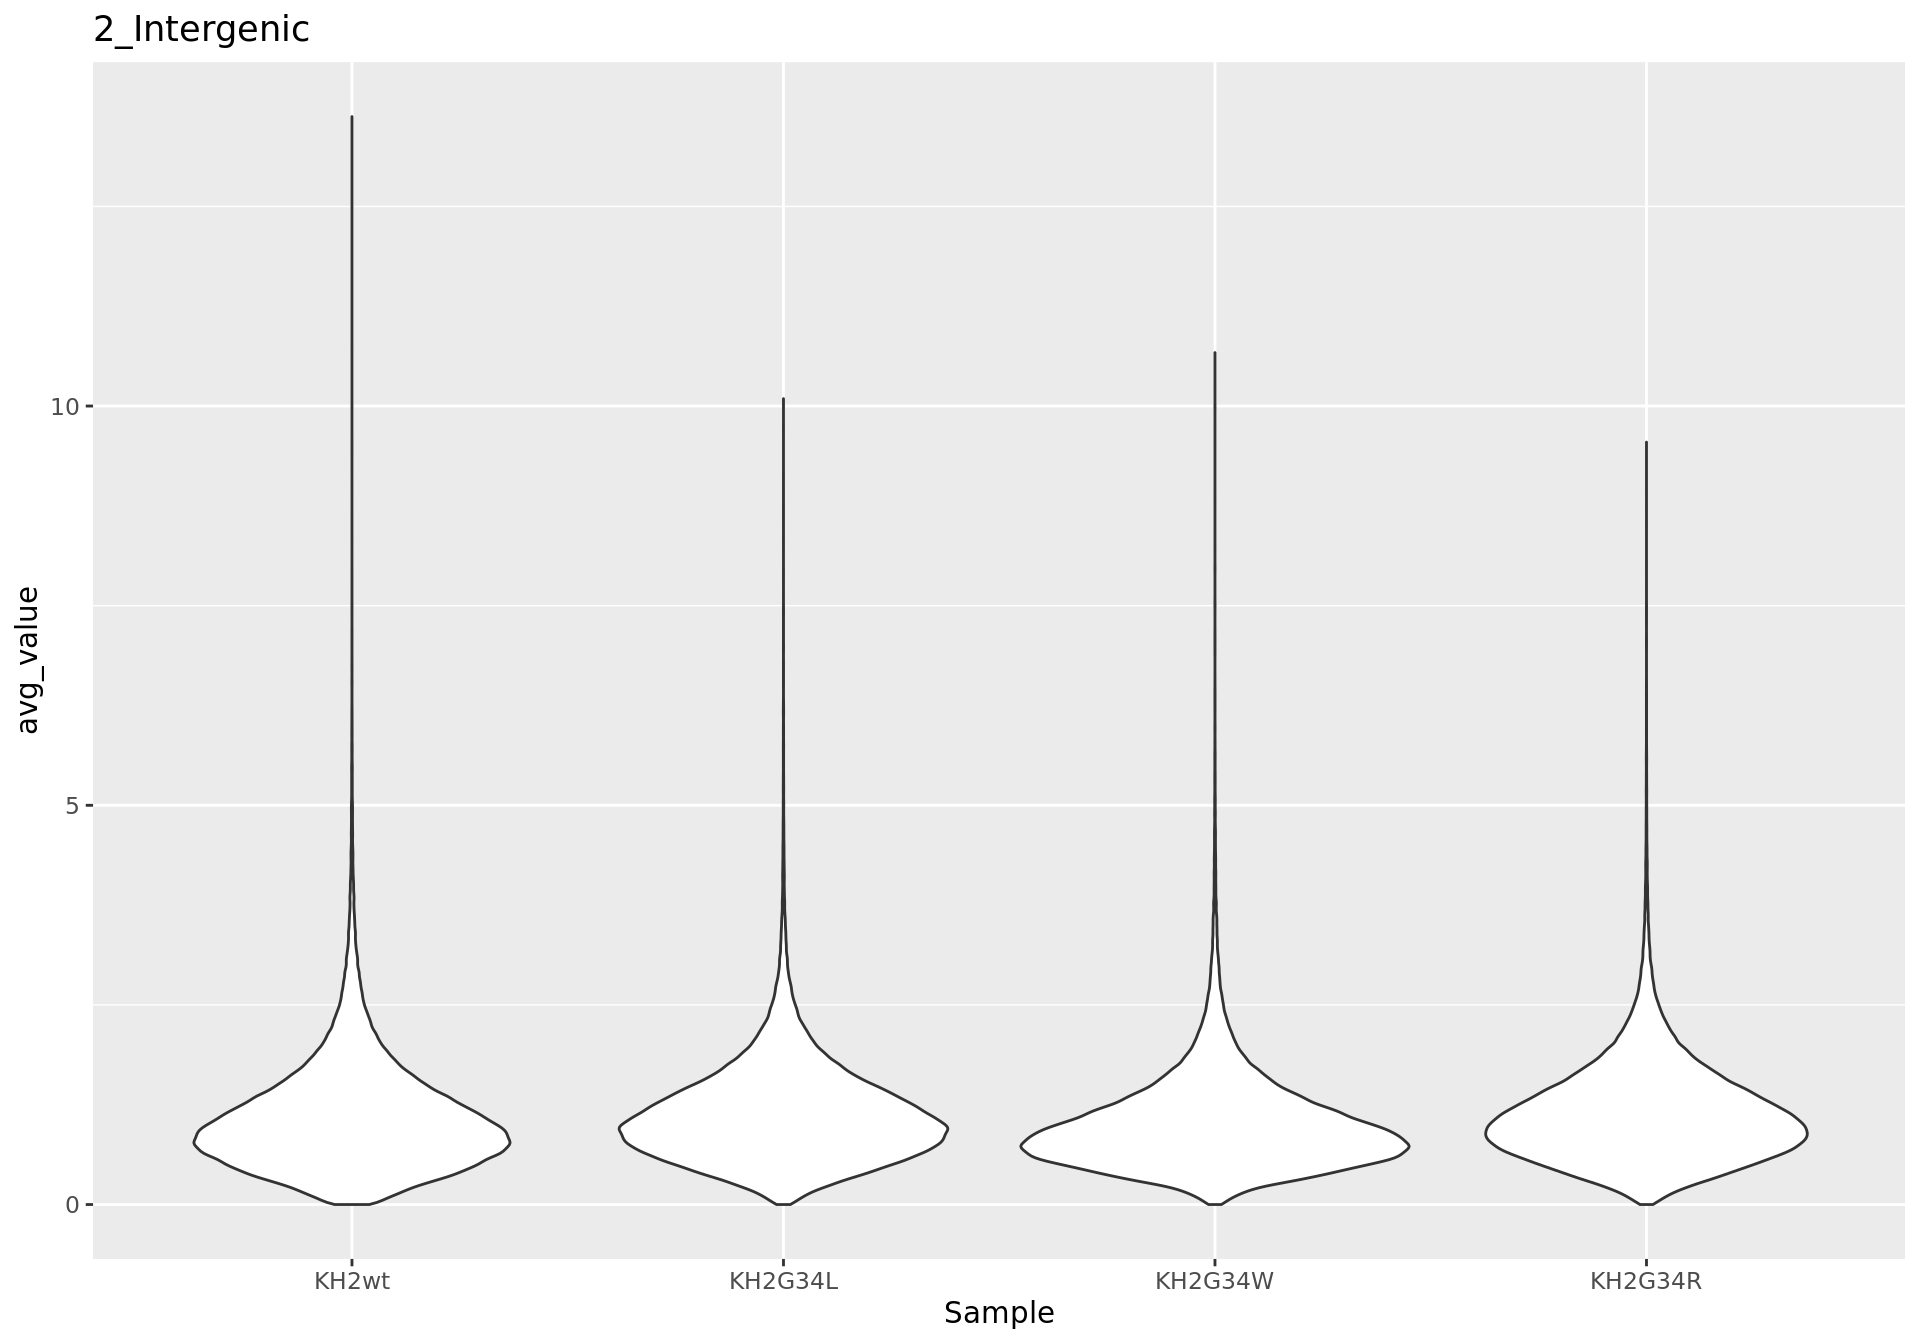 2_Intergenic
avg_value
10
5
0
KH2wt KH2G34L KH2G34W KH2G34R
Sample